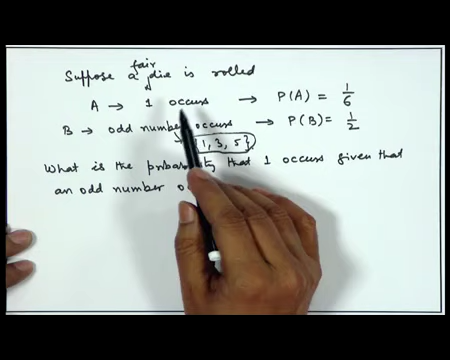 fair
Suppose a die is rolled
A → 1 occurs → P(A) = 1/6
B → odd number occurs → P(B) = 1/2
{1, 3, 5}
What is the probability that 1 occurs given that
an odd number